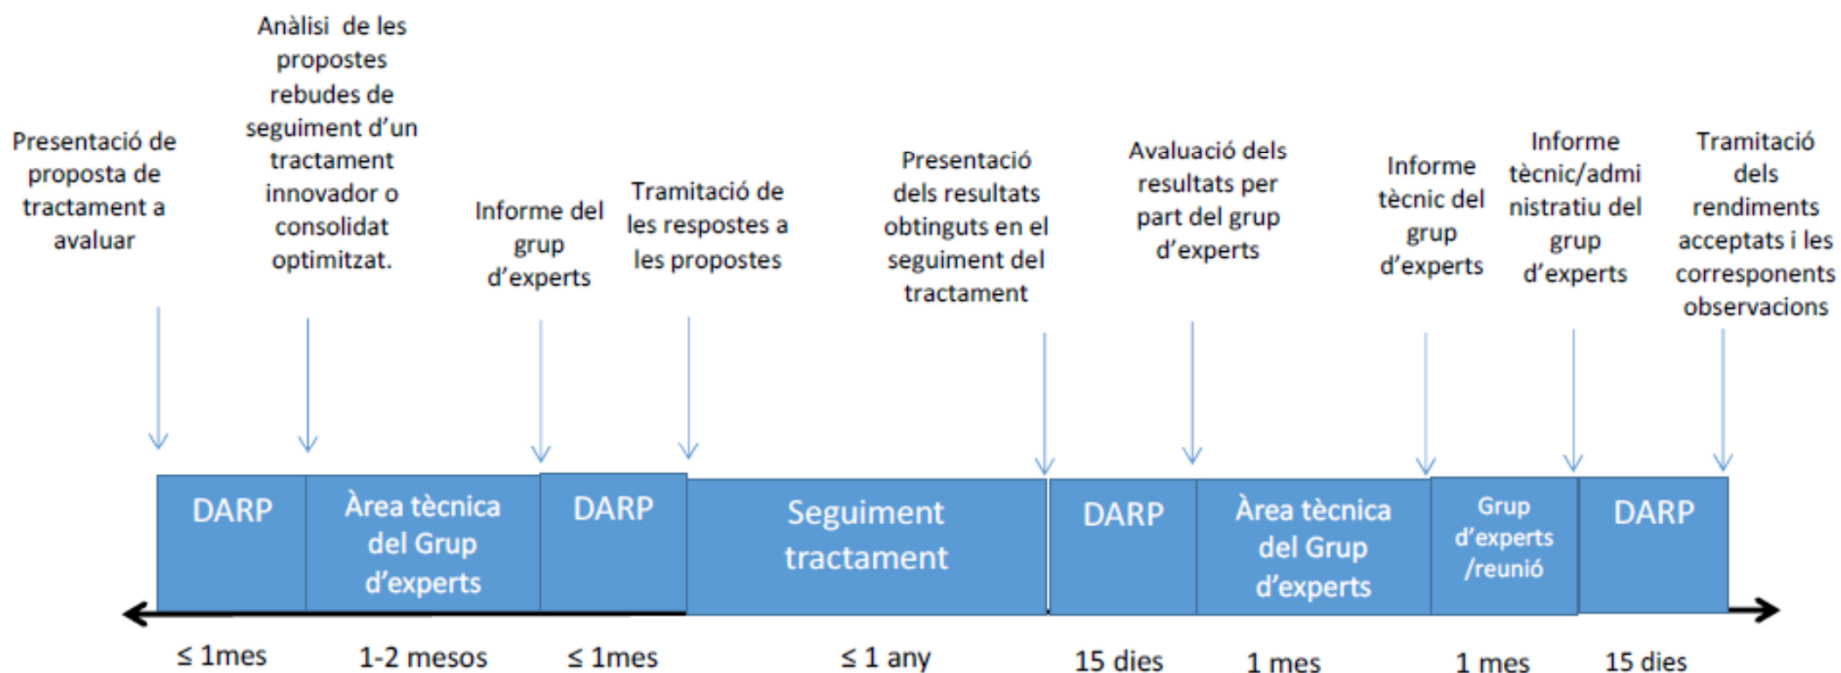 Presentació de
proposta de
tractament a
avaluar
Anàlisi de les
propostes
rebudes de
seguiment d'un
tractament
innovador o
consolidat
optimitzat.
Informe del
grup
d'experts
Tramitació de
les respostes a
les propostes
Presentació
dels resultats
obtinguts en el
seguiment del
tractament
Avaluació dels
resultats per
part del grup
d'experts
Informe
tècnic del
grup
d'experts
Informe
tècnic/admi
nistratiu del
grup
d'experts
Tramitació
dels
rendiments
acceptats i les
corresponents
observacions
DARP
Àrea tècnica
del Grup
d'experts
DARP
Seguiment
tractament
DARP
Àrea tècnica
del Grup
d'experts
Grup
d'experts
/reunió
DARP
≤ 1mes
1-2 mesos
≤ 1mes
≤ 1 any
15 dies
1 mes
1 mes
15 dies